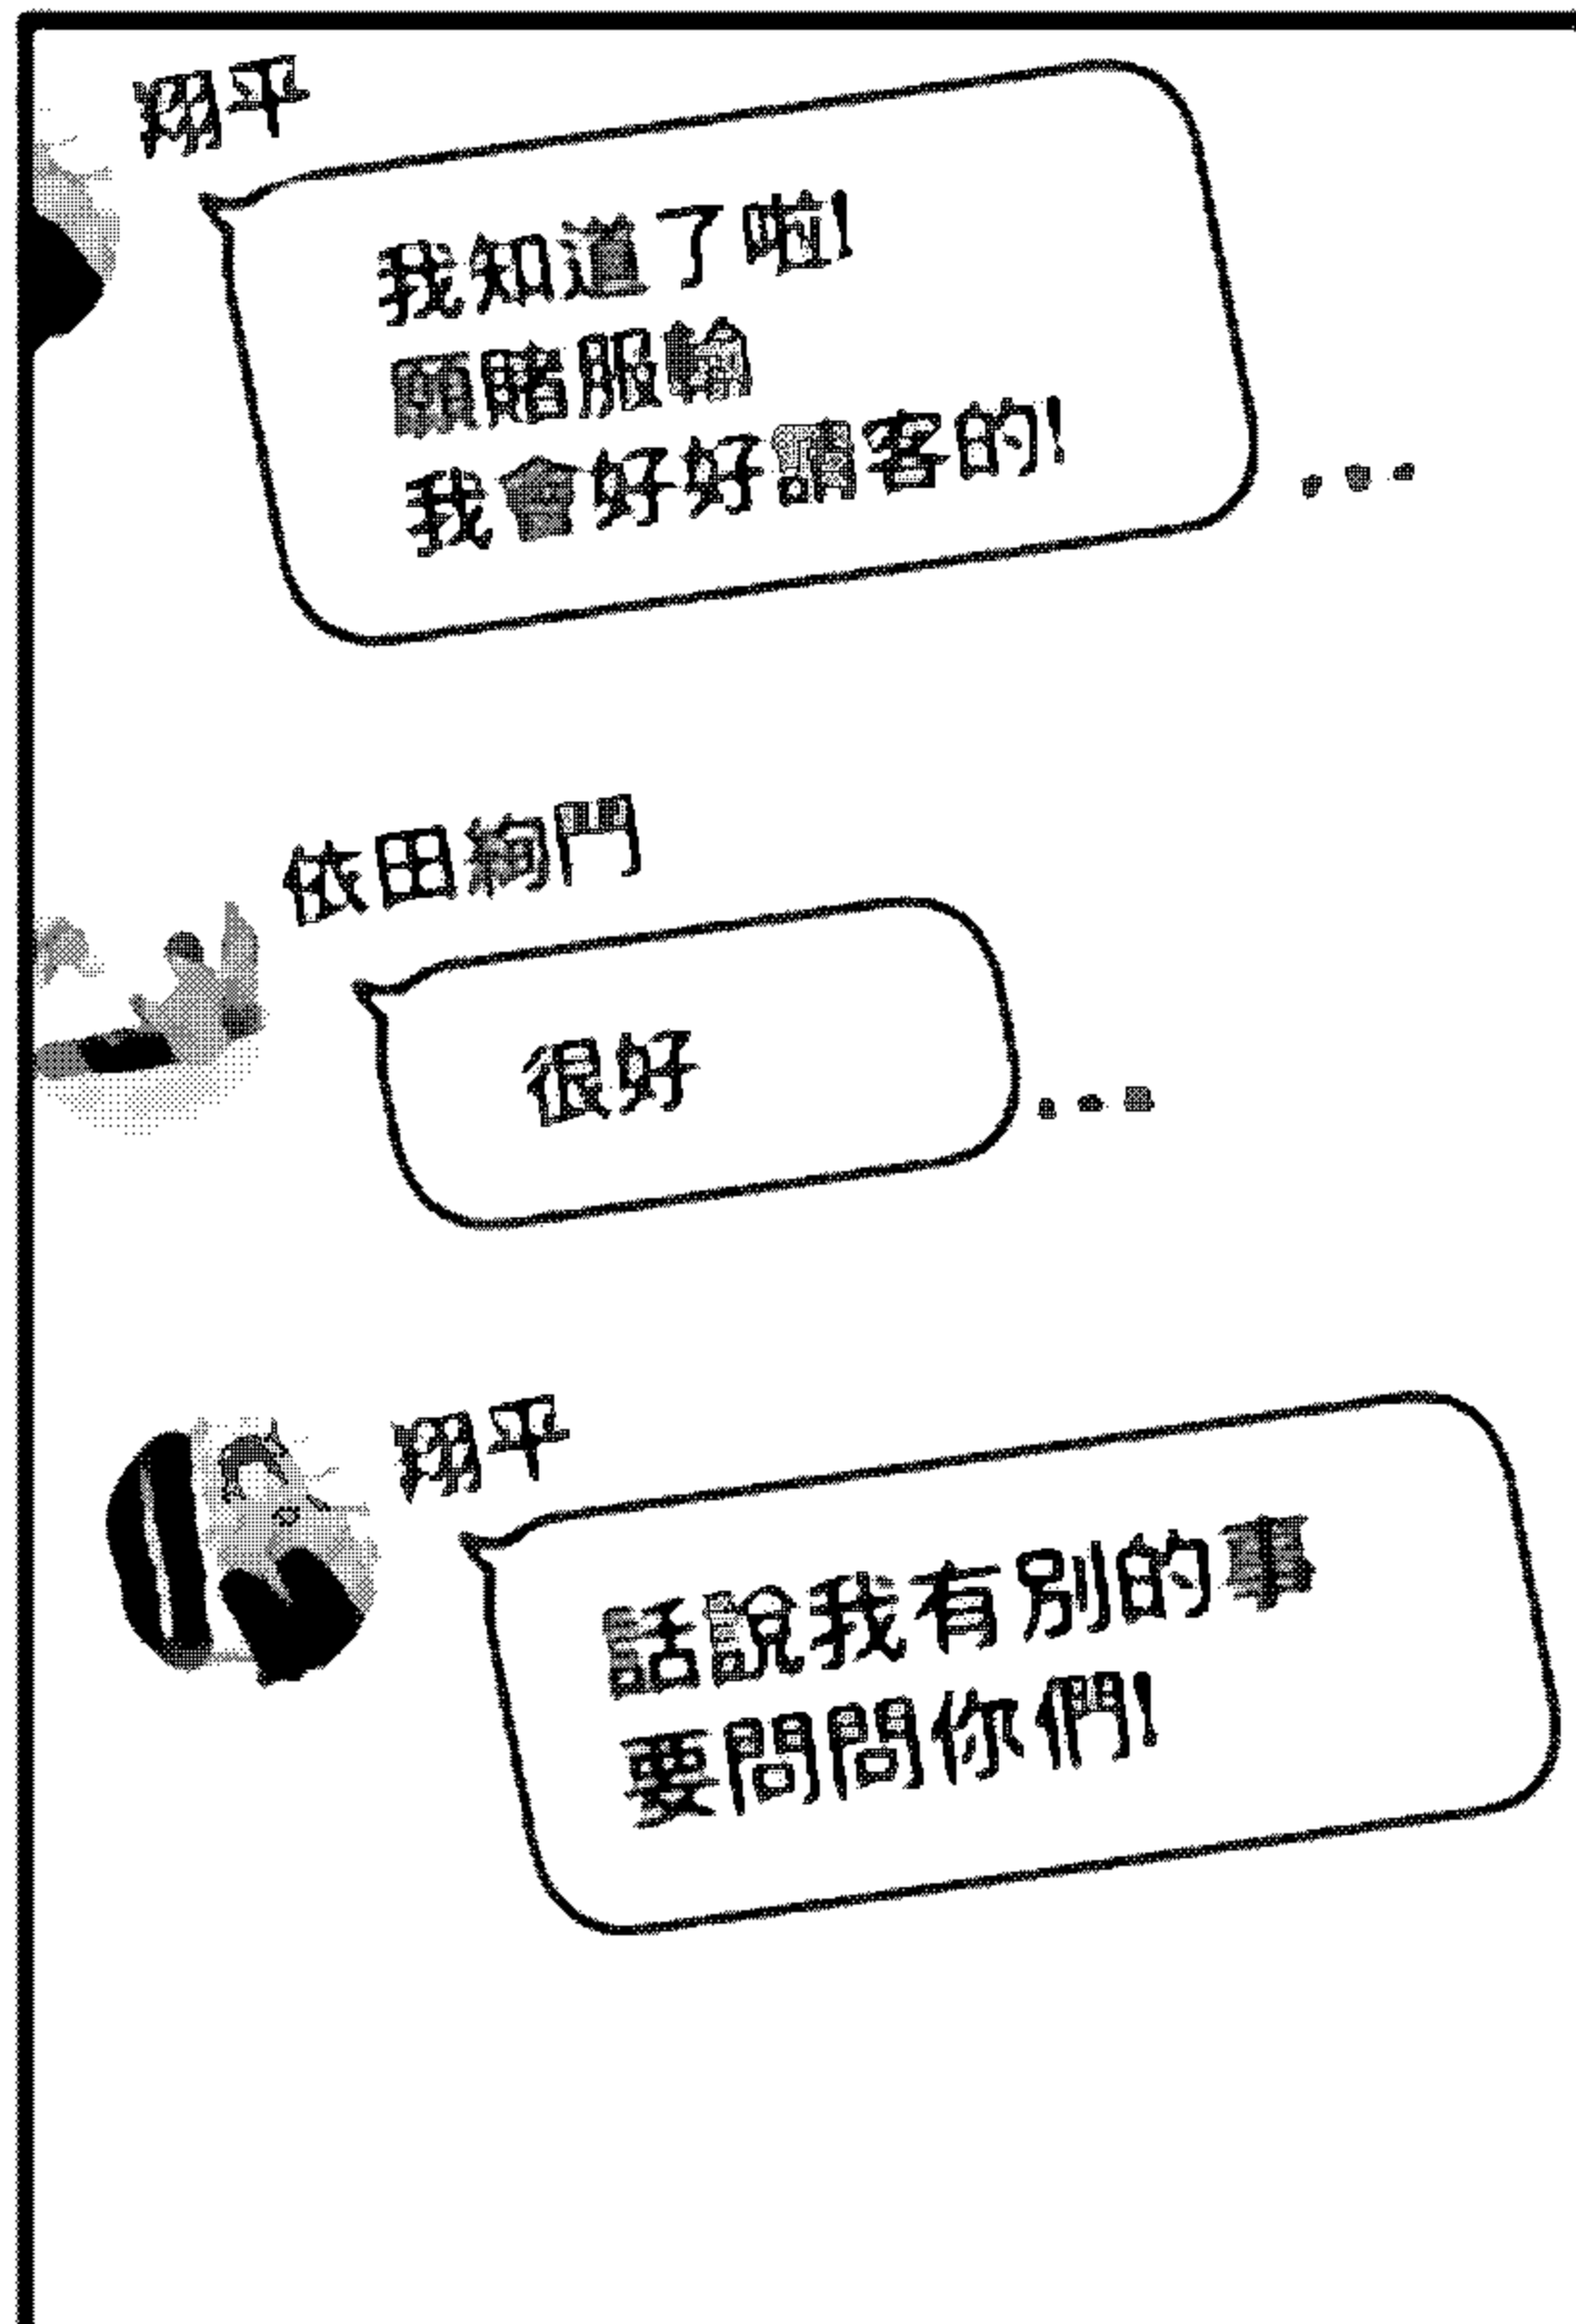 翔平
我知道了啦!
願賭服輸
我會好好請客的!
...
依田絢門
很好
...
翔平
話說我有別的事
要問問你們!